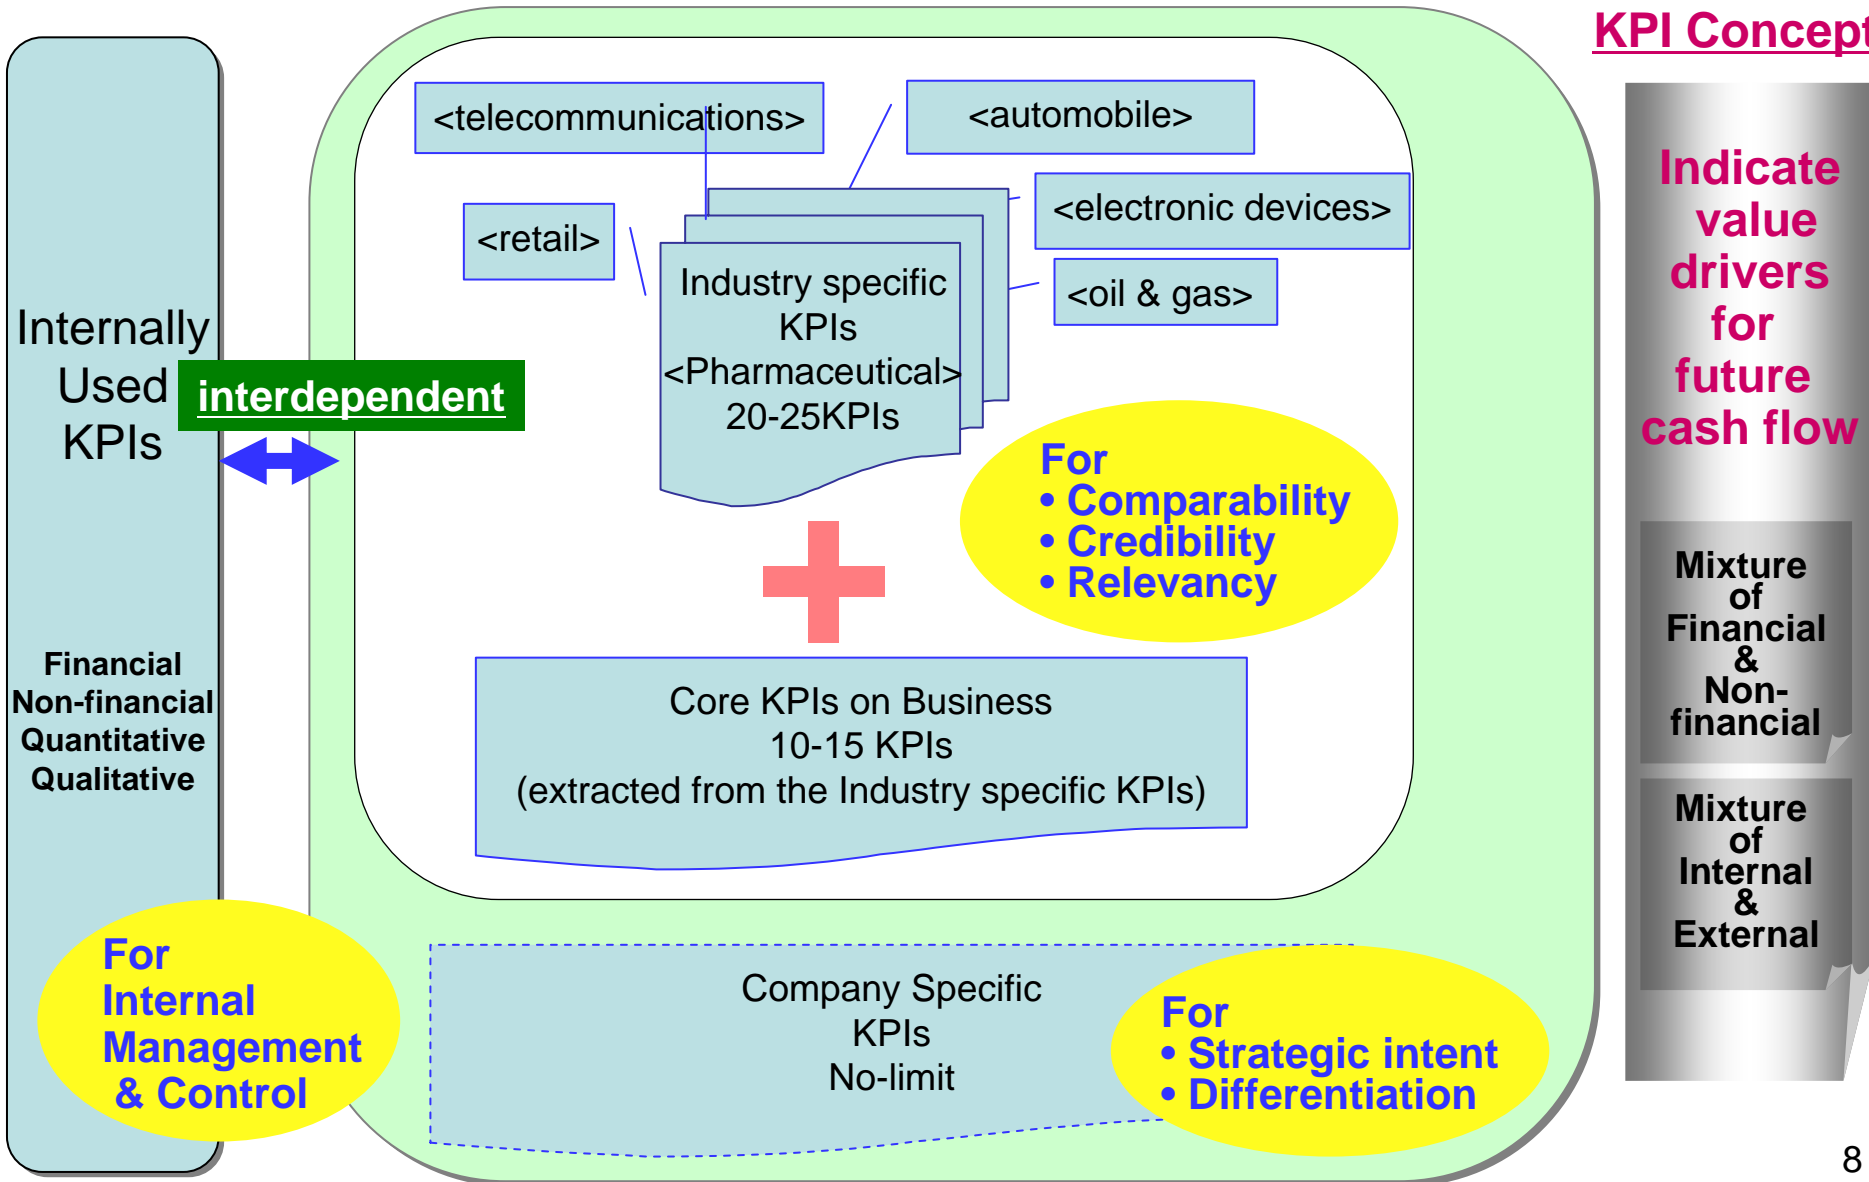 KPI Concept
Internally
Used
KPIs
Financial
Non-financial
Quantitative
Qualitative
For
Internal
Management
& Control
interdependent
<telecommunications>
<automobile>
<retail>
<electronic devices>
<oil & gas>
Industry specific
KPIs
<Pharmaceutical>
20-25KPIs
For
• Comparability
• Credibility
• Relevancy
Core KPIs on Business
10-15 KPIs
(extracted from the Industry specific KPIs)
Company Specific
KPIs
No-limit
For
• Strategic intent
• Differentiation
Indicate
value
drivers
for
future
cash flow
Mixture
of
Financial
&
Non-
financial
Mixture
of
Internal
&
External
8